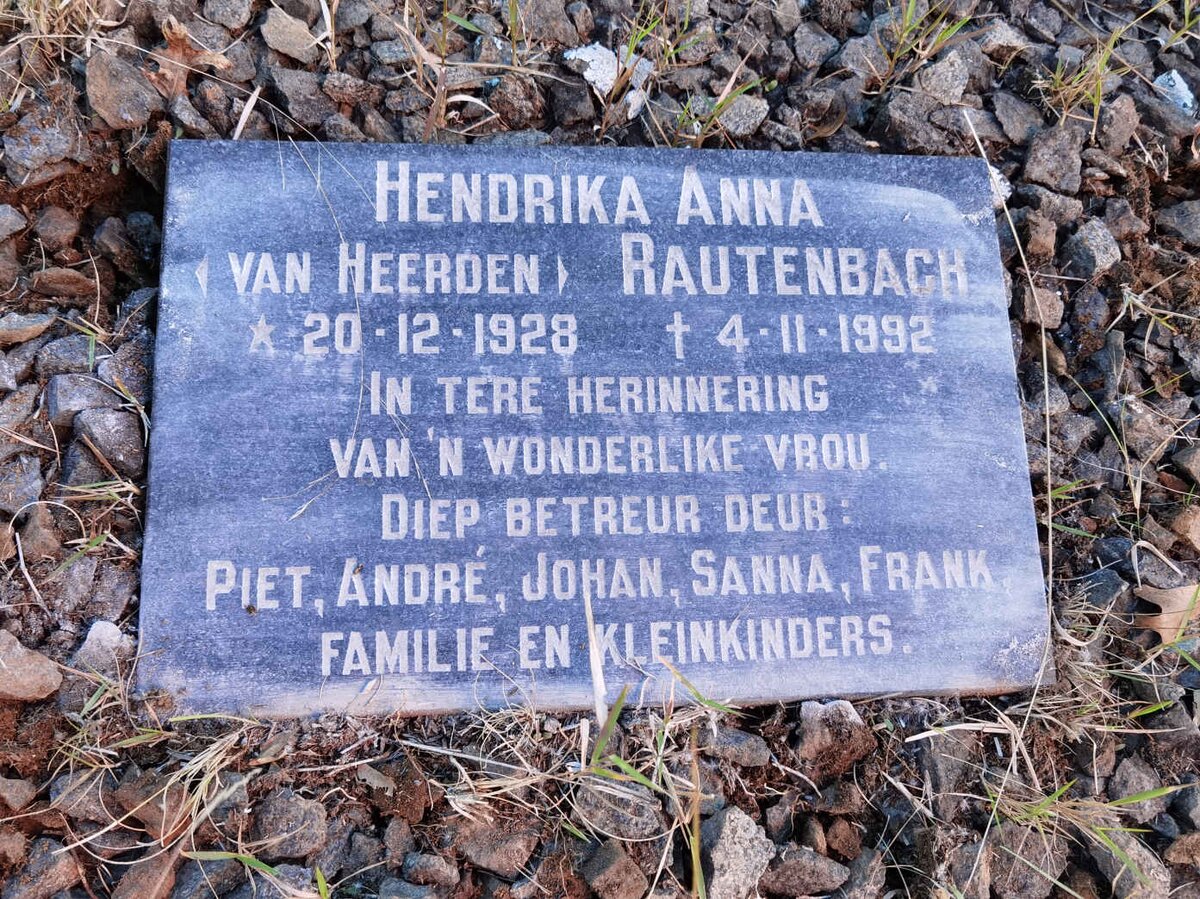 HENDRIKA ANNA
(VAN HEERDEN) RAUTENBACH
★ 20-12-1928 † 4-11-1992
IN TERE HERINNERING
VAN 'N WONDERLIKE VROU.
DIEP BETREUR DEUR:
PIET, ANDRÉ, JOHAN, SANNA, FRANK,
FAMILIE EN KLEINKINDERS.